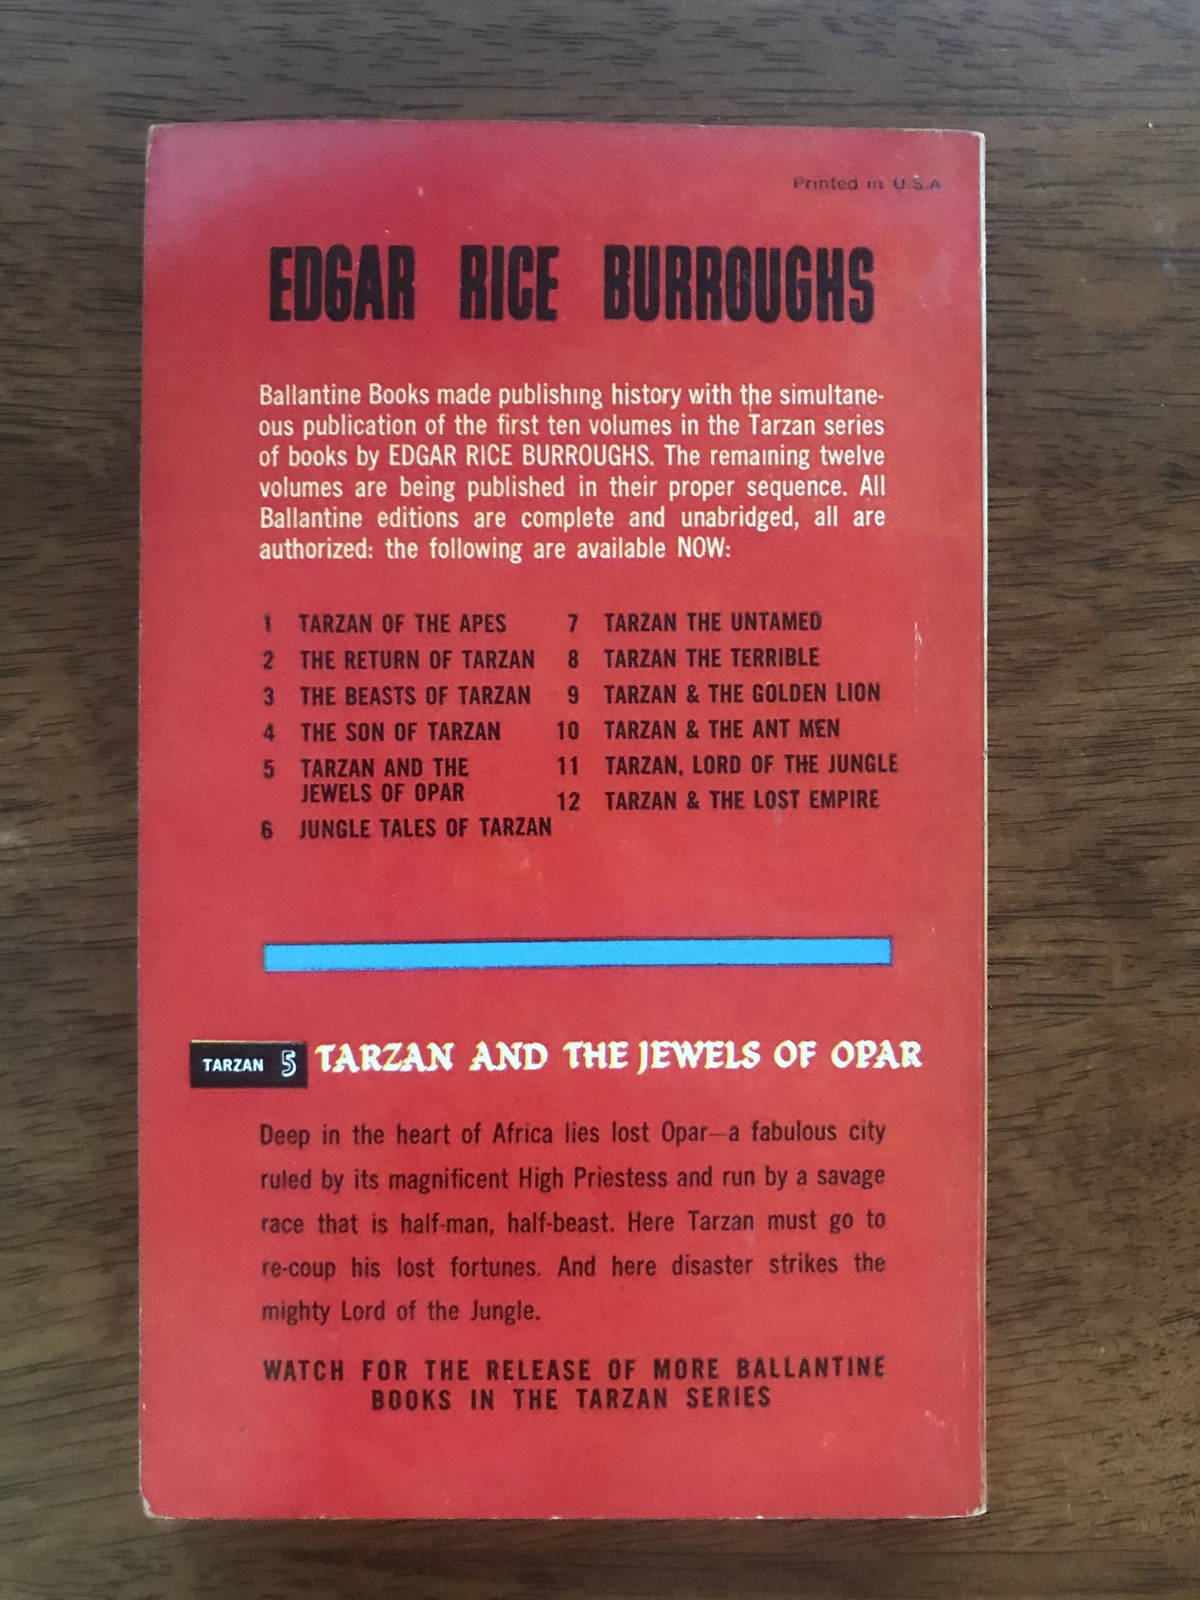 Printed in U.S.A.
EDGAR RICE BURROUGHS
Ballantine Books made publishing history with the simultane-
ous publication of the first ten volumes in the Tarzan series
of books by EDGAR RICE BURROUGHS. The remaining twelve
volumes are being published in their proper sequence. All
Ballantine editions are complete and unabridged, all are
authorized: the following are available NOW:
1 TARZAN OF THE APES
2 THE RETURN OF TARZAN
3 THE BEASTS OF TARZAN
4 THE SON OF TARZAN
5 TARZAN AND THE
JEWELS OF OPAR
6 JUNGLE TALES OF TARZAN
7 TARZAN THE UNTAMED
8 TARZAN THE TERRIBLE
9 TARZAN & THE GOLDEN LION
10 TARZAN & THE ANT MEN
11 TARZAN, LORD OF THE JUNGLE
12 TARZAN & THE LOST EMPIRE
TARZAN 5 TARZAN AND THE JEWELS OF OPAR
Deep in the heart of Africa lies lost Opar—a fabulous city
ruled by its magnificent High Priestess and run by a savage
race that is half-man, half-beast. Here Tarzan must go to
re-coup his lost fortunes. And here disaster strikes the
mighty Lord of the Jungle.
WATCH FOR THE RELEASE OF MORE BALLANTINE
BOOKS IN THE TARZAN SERIES